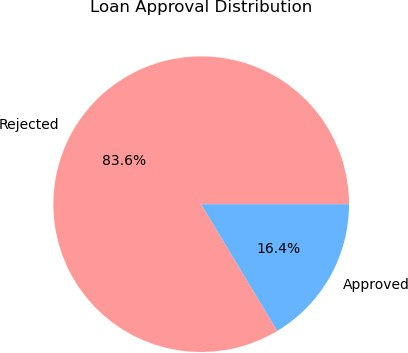 Loan Approval Distribution
Rejected
83.6%
16.4%
Approved